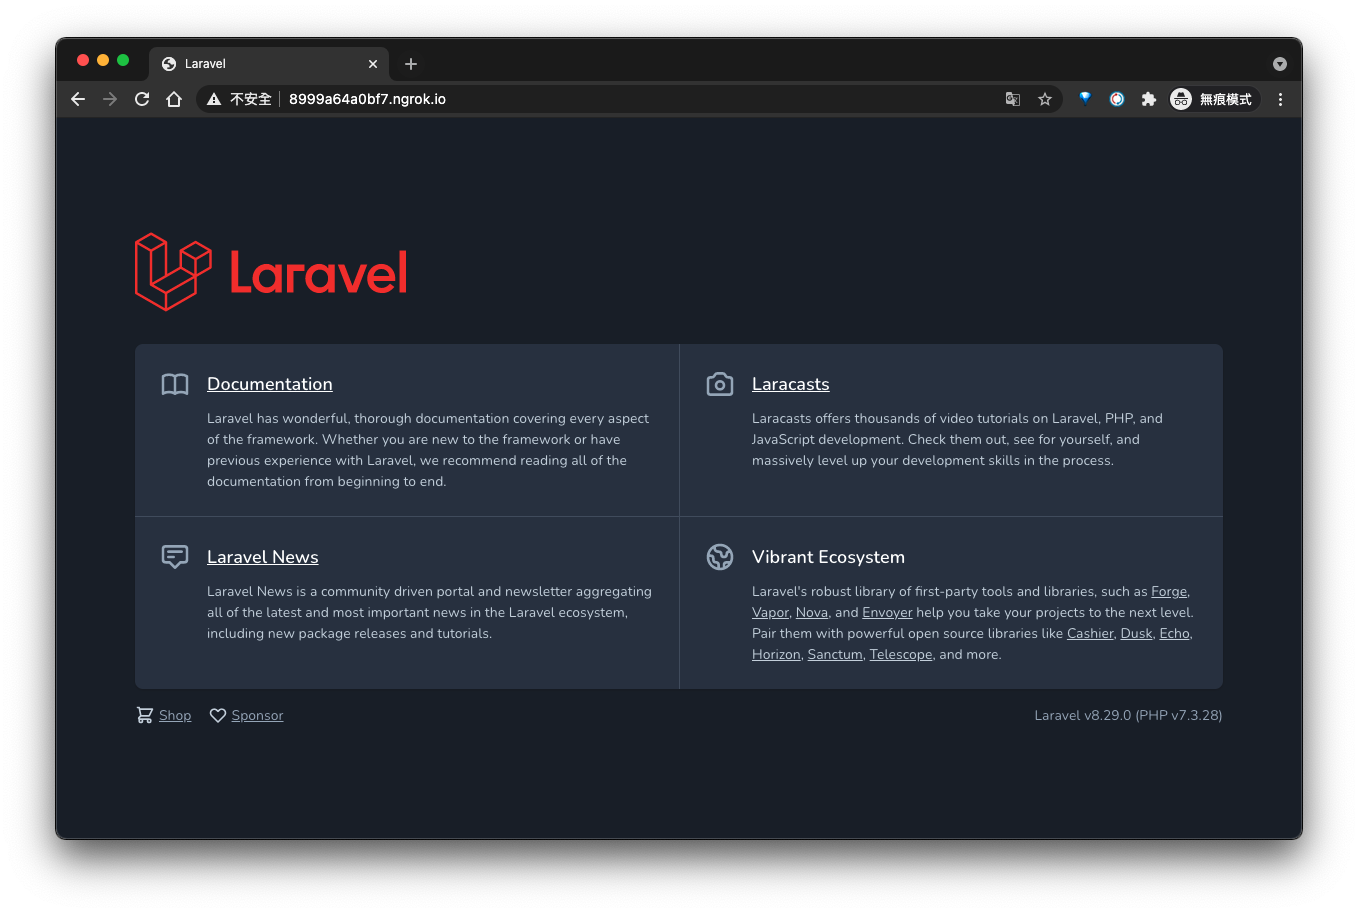 Laravel
不安全 8999a64a0bf7.ngrok.io 無痕模式
Laravel
Documentation
Laravel has wonderful, thorough documentation covering every aspect
of the framework. Whether you are new to the framework or have
previous experience with Laravel, we recommend reading all of the
documentation from beginning to end.
Laracasts
Laracasts offers thousands of video tutorials on Laravel, PHP, and
JavaScript development. Check them out, see for yourself, and
massively level up your development skills in the process.
Laravel News
Laravel News is a community driven portal and newsletter aggregating
all of the latest and most important news in the Laravel ecosystem,
including new package releases and tutorials.
Vibrant Ecosystem
Laravel's robust library of first-party tools and libraries, such as Forge,
Vapor, Nova, and Envoyer help you take your projects to the next level.
Pair them with powerful open source libraries like Cashier, Dusk, Echo,
Horizon, Sanctum, Telescope, and more.
Shop Sponsor
Laravel v8.29.0 (PHP v7.3.28)